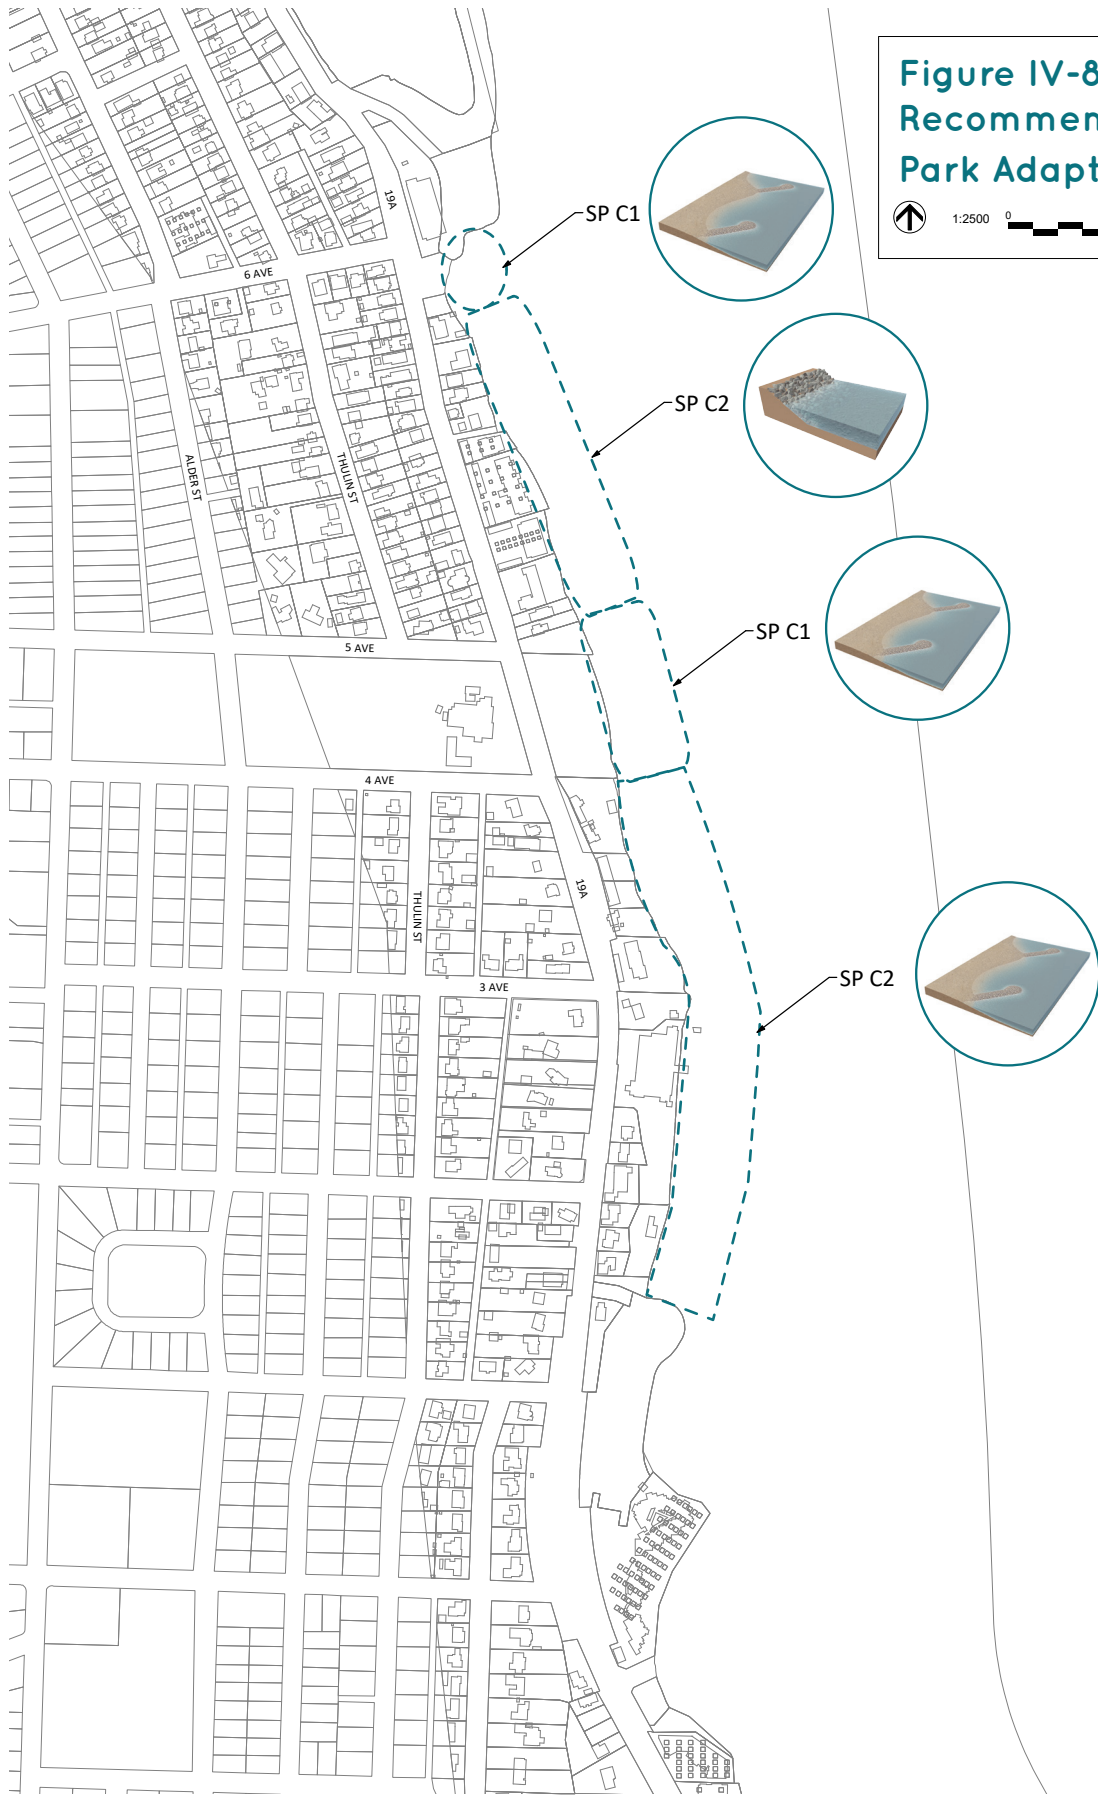 Figure IV-8
Recommen
Park Adapt
1:2500
0
19A
SP C1
6 AVE
SP C2
ALDER ST
THULIN ST
SP C1
5 AVE
4 AVE
19A
THULIN ST
SP C2
3 AVE